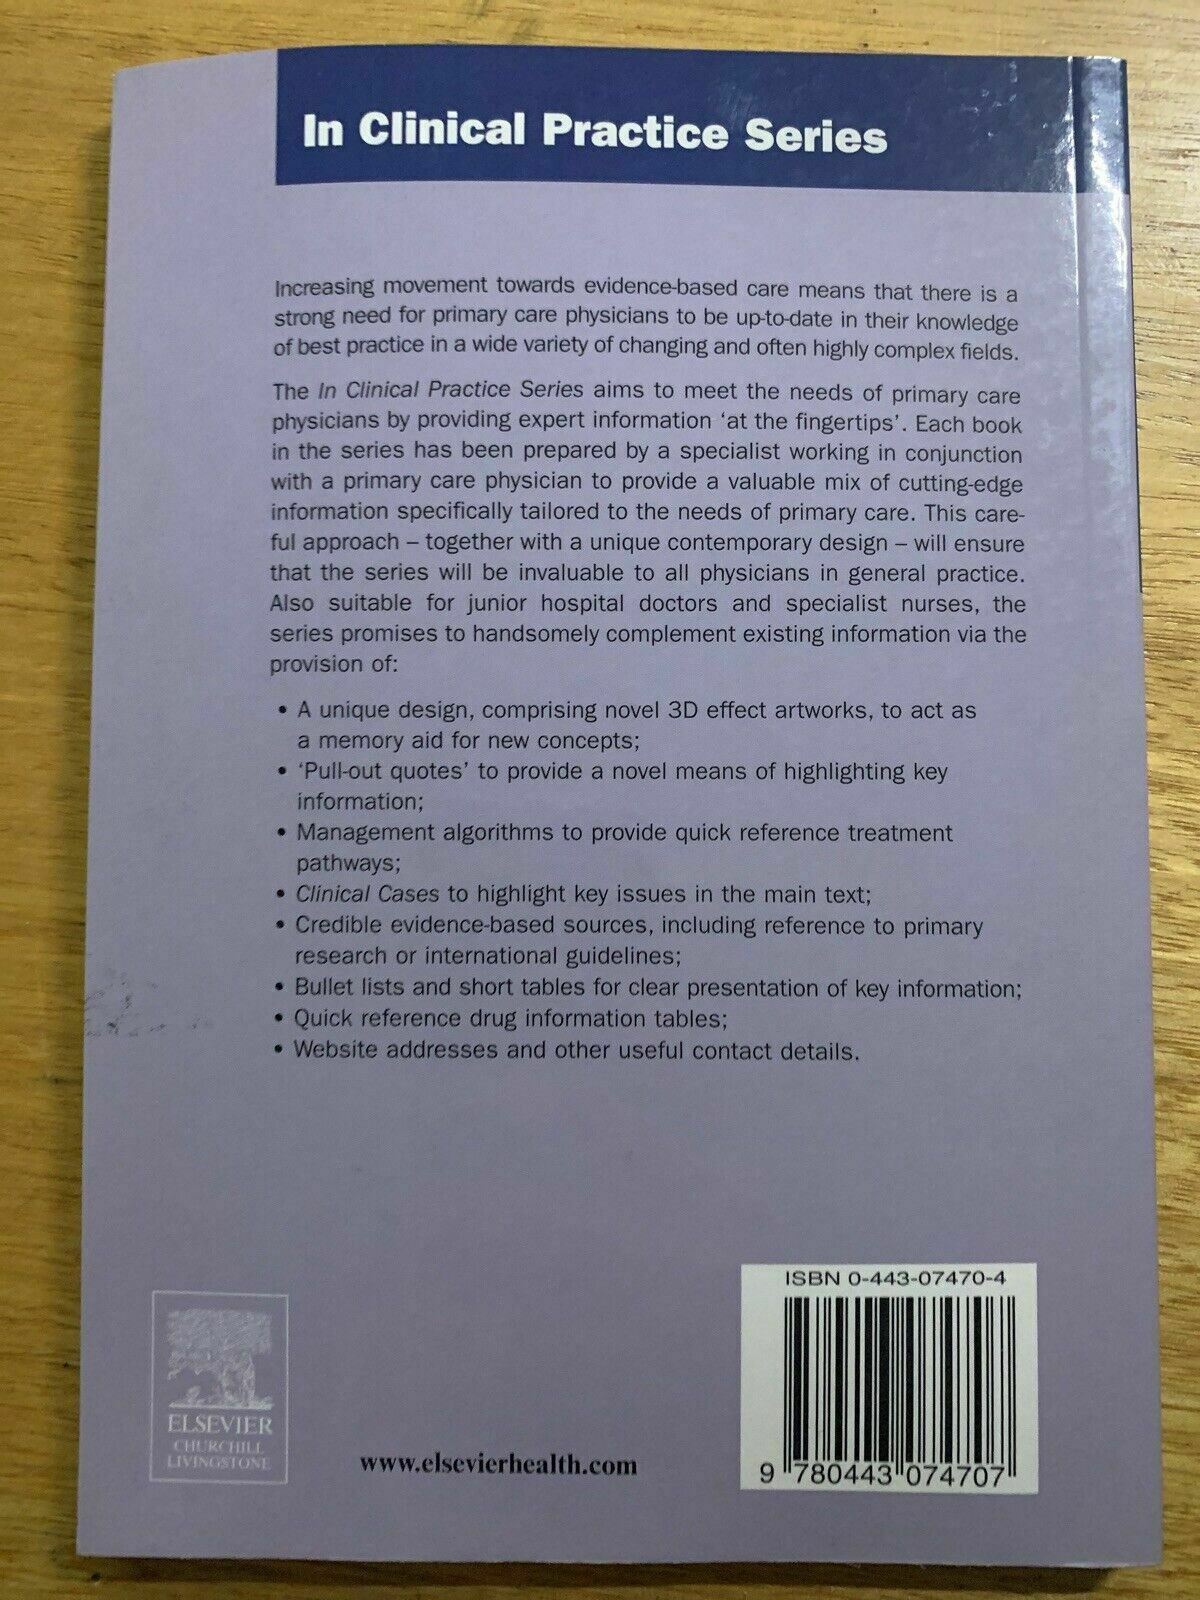 In Clinical Practice Series
Increasing movement towards evidence-based care means that there is a
strong need for primary care physicians to be up-to-date in their knowledge
of best practice in a wide variety of changing and often highly complex fields.
The In Clinical Practice Series aims to meet the needs of primary care
physicians by providing expert information ‘at the fingertips’. Each book
in the series has been prepared by a specialist working in conjunction
with a primary care physician to provide a valuable mix of cutting-edge
information specifically tailored to the needs of primary care. This care-
ful approach – together with a unique contemporary design – will ensure
that the series will be invaluable to all physicians in general practice.
Also suitable for junior hospital doctors and specialist nurses, the
series promises to handsomely complement existing information via the
provision of:
• A unique design, comprising novel 3D effect artworks, to act as
a memory aid for new concepts;
• ‘Pull-out quotes’ to provide a novel means of highlighting key
information;
• Management algorithms to provide quick reference treatment
pathways;
• Clinical Cases to highlight key issues in the main text;
• Credible evidence-based sources, including reference to primary
research or international guidelines;
• Bullet lists and short tables for clear presentation of key information;
• Quick reference drug information tables;
• Website addresses and other useful contact details.
ISBN 0-443-07470-4
9 780443 074707
ELSEVIER
CHURCHILL
LIVINGSTONE
www.elsevierhealth.com